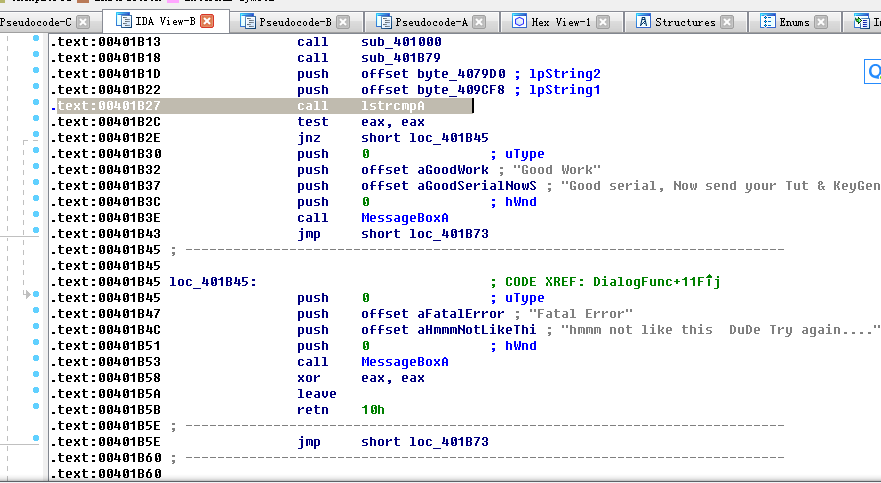 Pseudocode-C IDA View-B Pseudocode-B Pseudocode-A Hex View-1 Structures Enums
.text:00401B13 call sub_401000
.text:00401B18 call sub_401B79
.text:00401B1D push offset byte_4079D0 ; lpString2
.text:00401B22 push offset byte_409CF8 ; lpString1
.text:00401B27 call lstrcmpA
.text:00401B2C test eax, eax
.text:00401B2E jnz short loc_401B45
.text:00401B30 push 0 ; uType
.text:00401B32 push offset aGoodWork ; "Good Work"
.text:00401B37 push offset aGoodSerialNowS ; "Good serial, Now send your Tut & KeyGen
.text:00401B3C push 0 ; hWnd
.text:00401B3E call MessageBoxA
.text:00401B43 jmp short loc_401B73
.text:00401B45 ; ---------------------------------------------------------------------------
.text:00401B45
.text:00401B45 loc_401B45: ; CODE XREF: DialogFunc+11F↑j
.text:00401B45 push 0 ; uType
.text:00401B47 push offset aFatalError ; "Fatal Error"
.text:00401B4C push offset aHmmmNotLikeThi ; "hmmm not like this  DuDe Try again...."
.text:00401B51 push 0 ; hWnd
.text:00401B53 call MessageBoxA
.text:00401B58 xor eax, eax
.text:00401B5A leave
.text:00401B5B retn 10h
.text:00401B5E ; ---------------------------------------------------------------------------
.text:00401B5E jmp short loc_401B73
.text:00401B60 ; ---------------------------------------------------------------------------
.text:00401B60